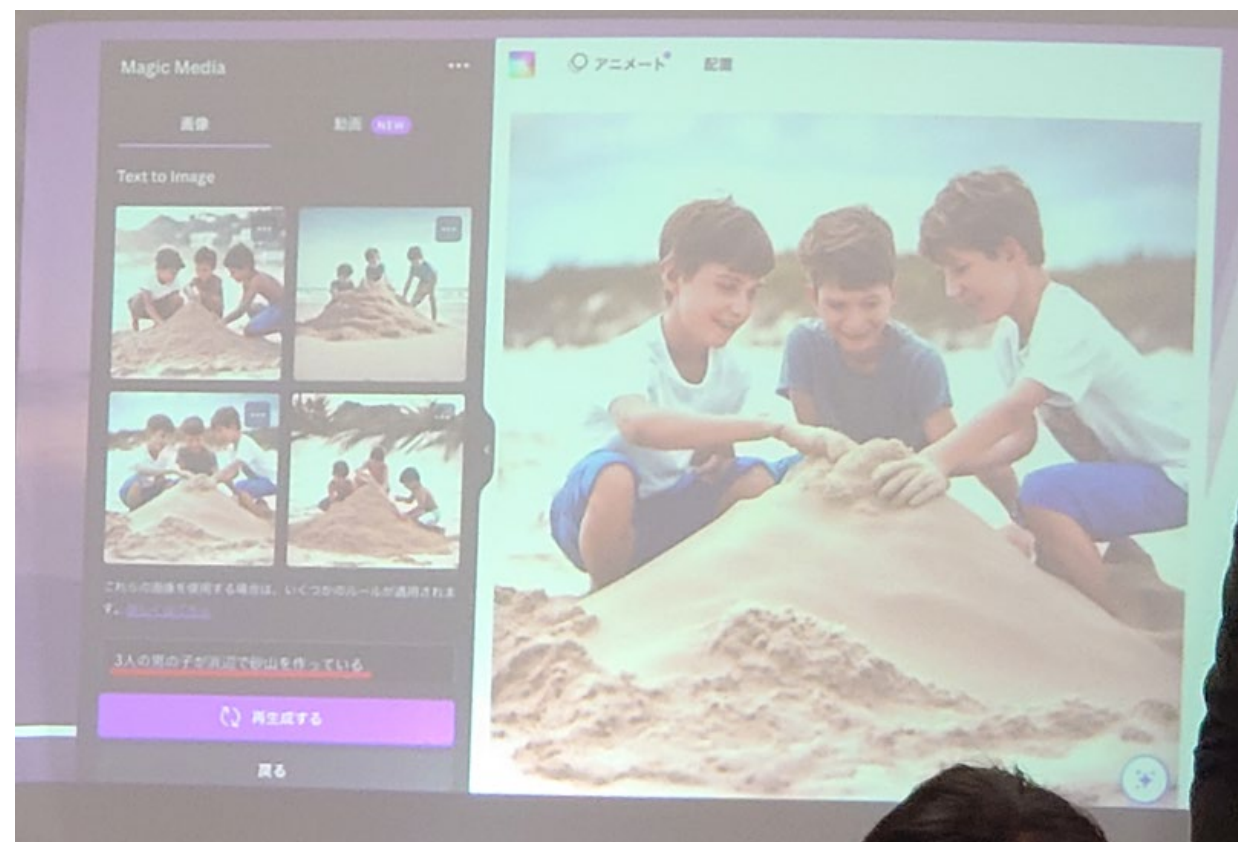 Magic Media
•••
アニメート
配置
画像
動画 NEW
Text to Image
これらの画像を使用する場合は、いくつかのルールが適用されま
す。
3人の男の子が浜辺で砂山を作っている
再生成する
戻る